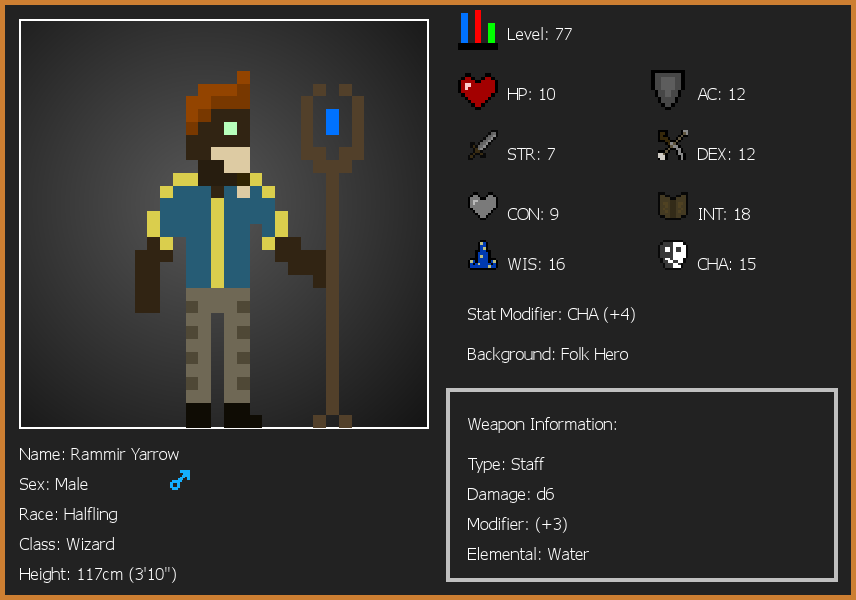 Level: 77
HP: 10
AC: 12
STR: 7
DEX: 12
CON: 9
INT: 18
WIS: 16
CHA: 15
Stat Modifier: CHA (+4)
Background: Folk Hero
Weapon Information:
Type: Staff
Damage: d6
Modifier: (+3)
Elemental: Water
Name: Rammir Yarrow
Sex: Male
Race: Halfling
Class: Wizard
Height: 117cm (3'10")